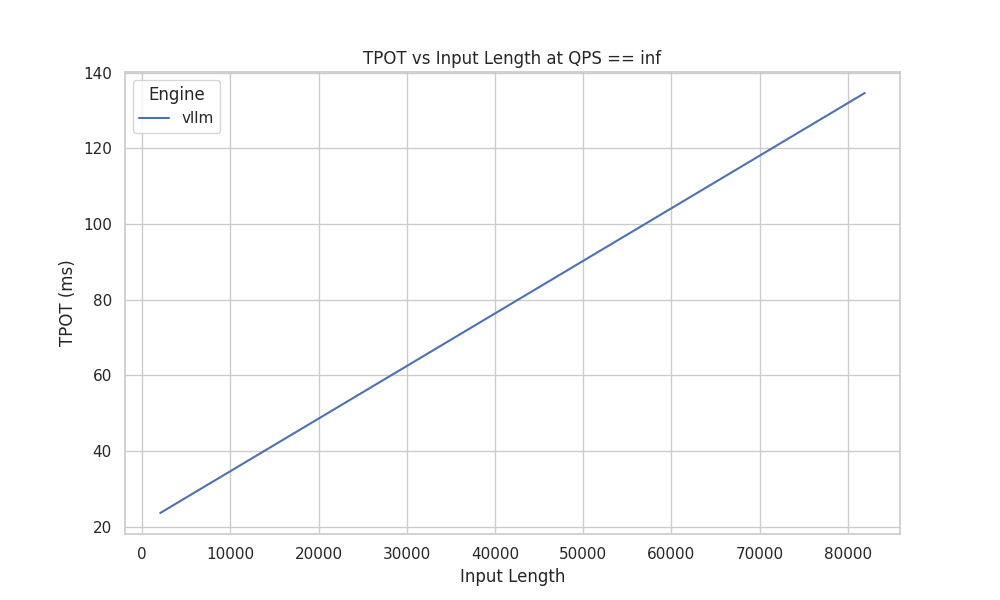 TPOT vs Input Length at QPS == inf
Engine
vllm
TPOT (ms)
140
120
100
80
60
40
20
0 10000 20000 30000 40000 50000 60000 70000 80000
Input Length